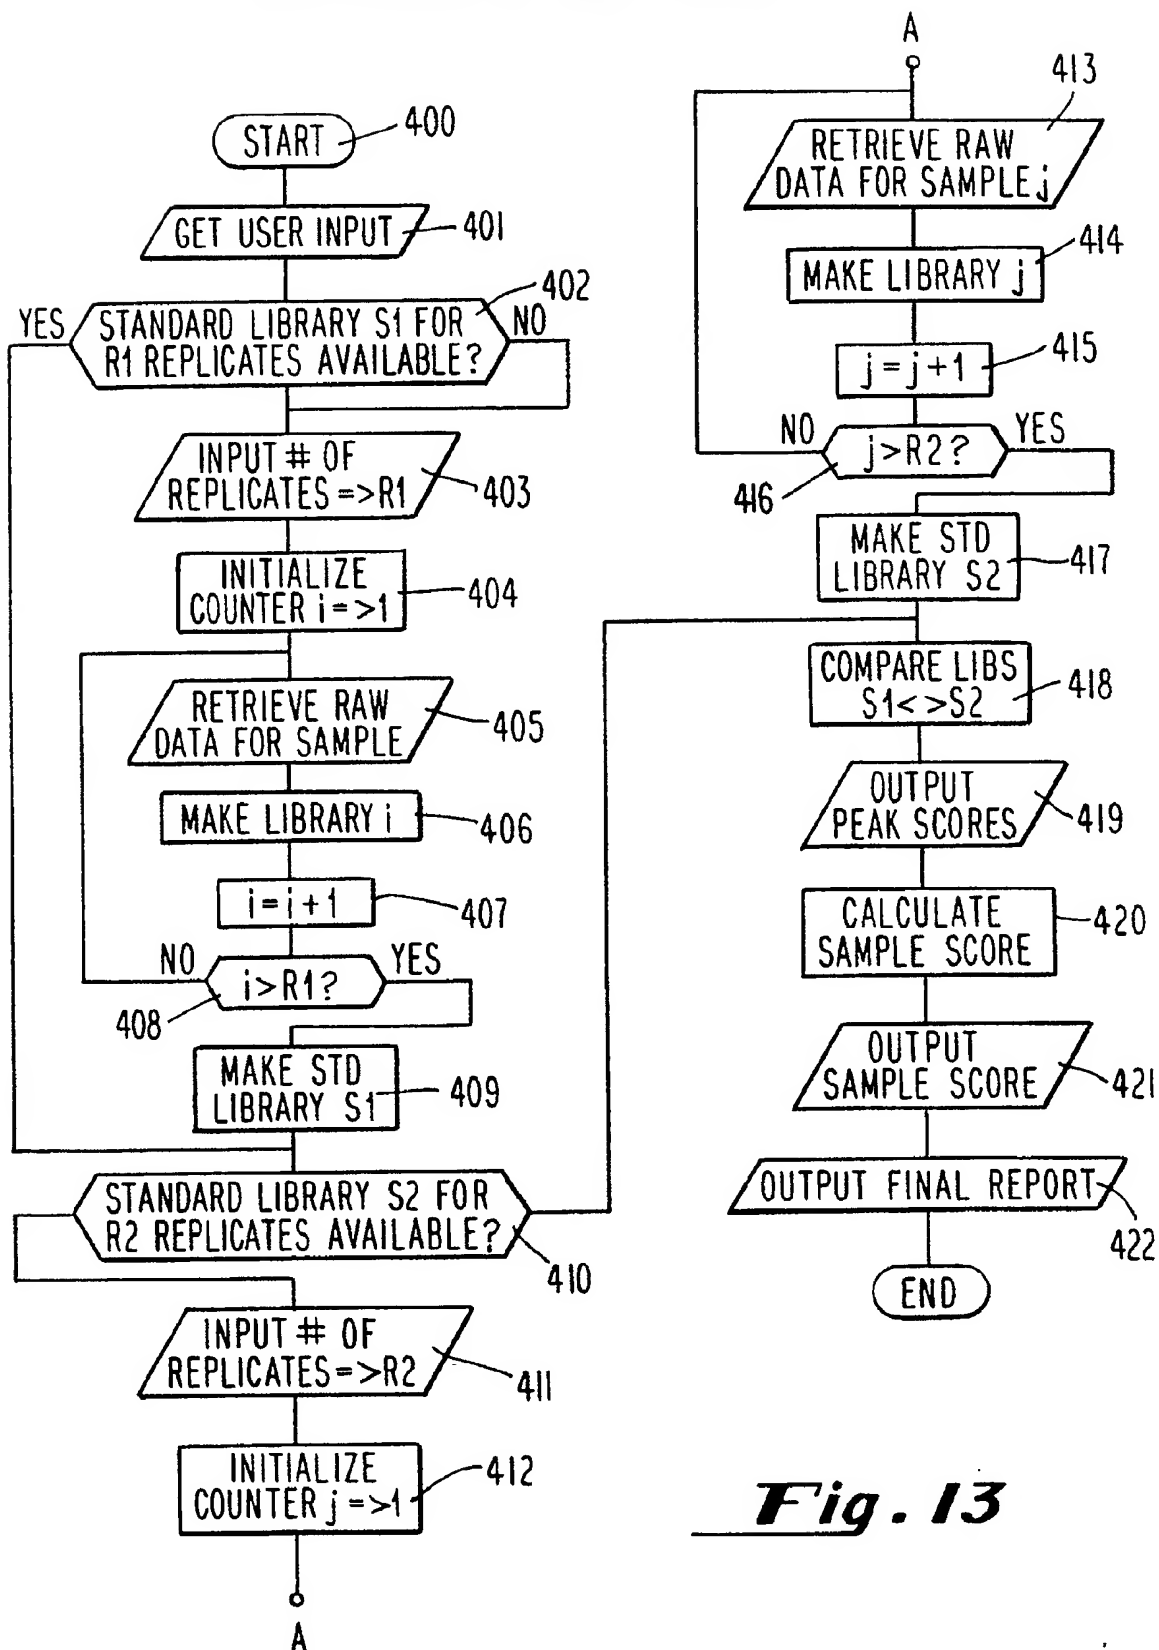 START
400
GET USER INPUT
401
402
YES
STANDARD LIBRARY S1 FOR
R1 REPLICATES AVAILABLE?
NO
INPUT # OF
REPLICATES =>R1
403
INITIALIZE
COUNTER i =>1
404
RETRIEVE RAW
DATA FOR SAMPLE
405
MAKE LIBRARY i
406
i = i +1
407
NO
i>R1?
YES
408
MAKE STD
LIBRARY S1
409
STANDARD LIBRARY S2 FOR
R2 REPLICATES AVAILABLE?
410
INPUT # OF
REPLICATES=>R2
411
INITIALIZE
COUNTER j =>1
412
A
A
413
RETRIEVE RAW
DATA FOR SAMPLE j
MAKE LIBRARY j
414
j = j +1
415
NO
j>R2?
YES
416
MAKE STD
LIBRARY S2
417
COMPARE LIBS
S1< >S2
418
OUTPUT
PEAK SCORES
419
CALCULATE
SAMPLE SCORE
420
OUTPUT
SAMPLE SCORE
421
OUTPUT FINAL REPORT
422
END
Fig. 13